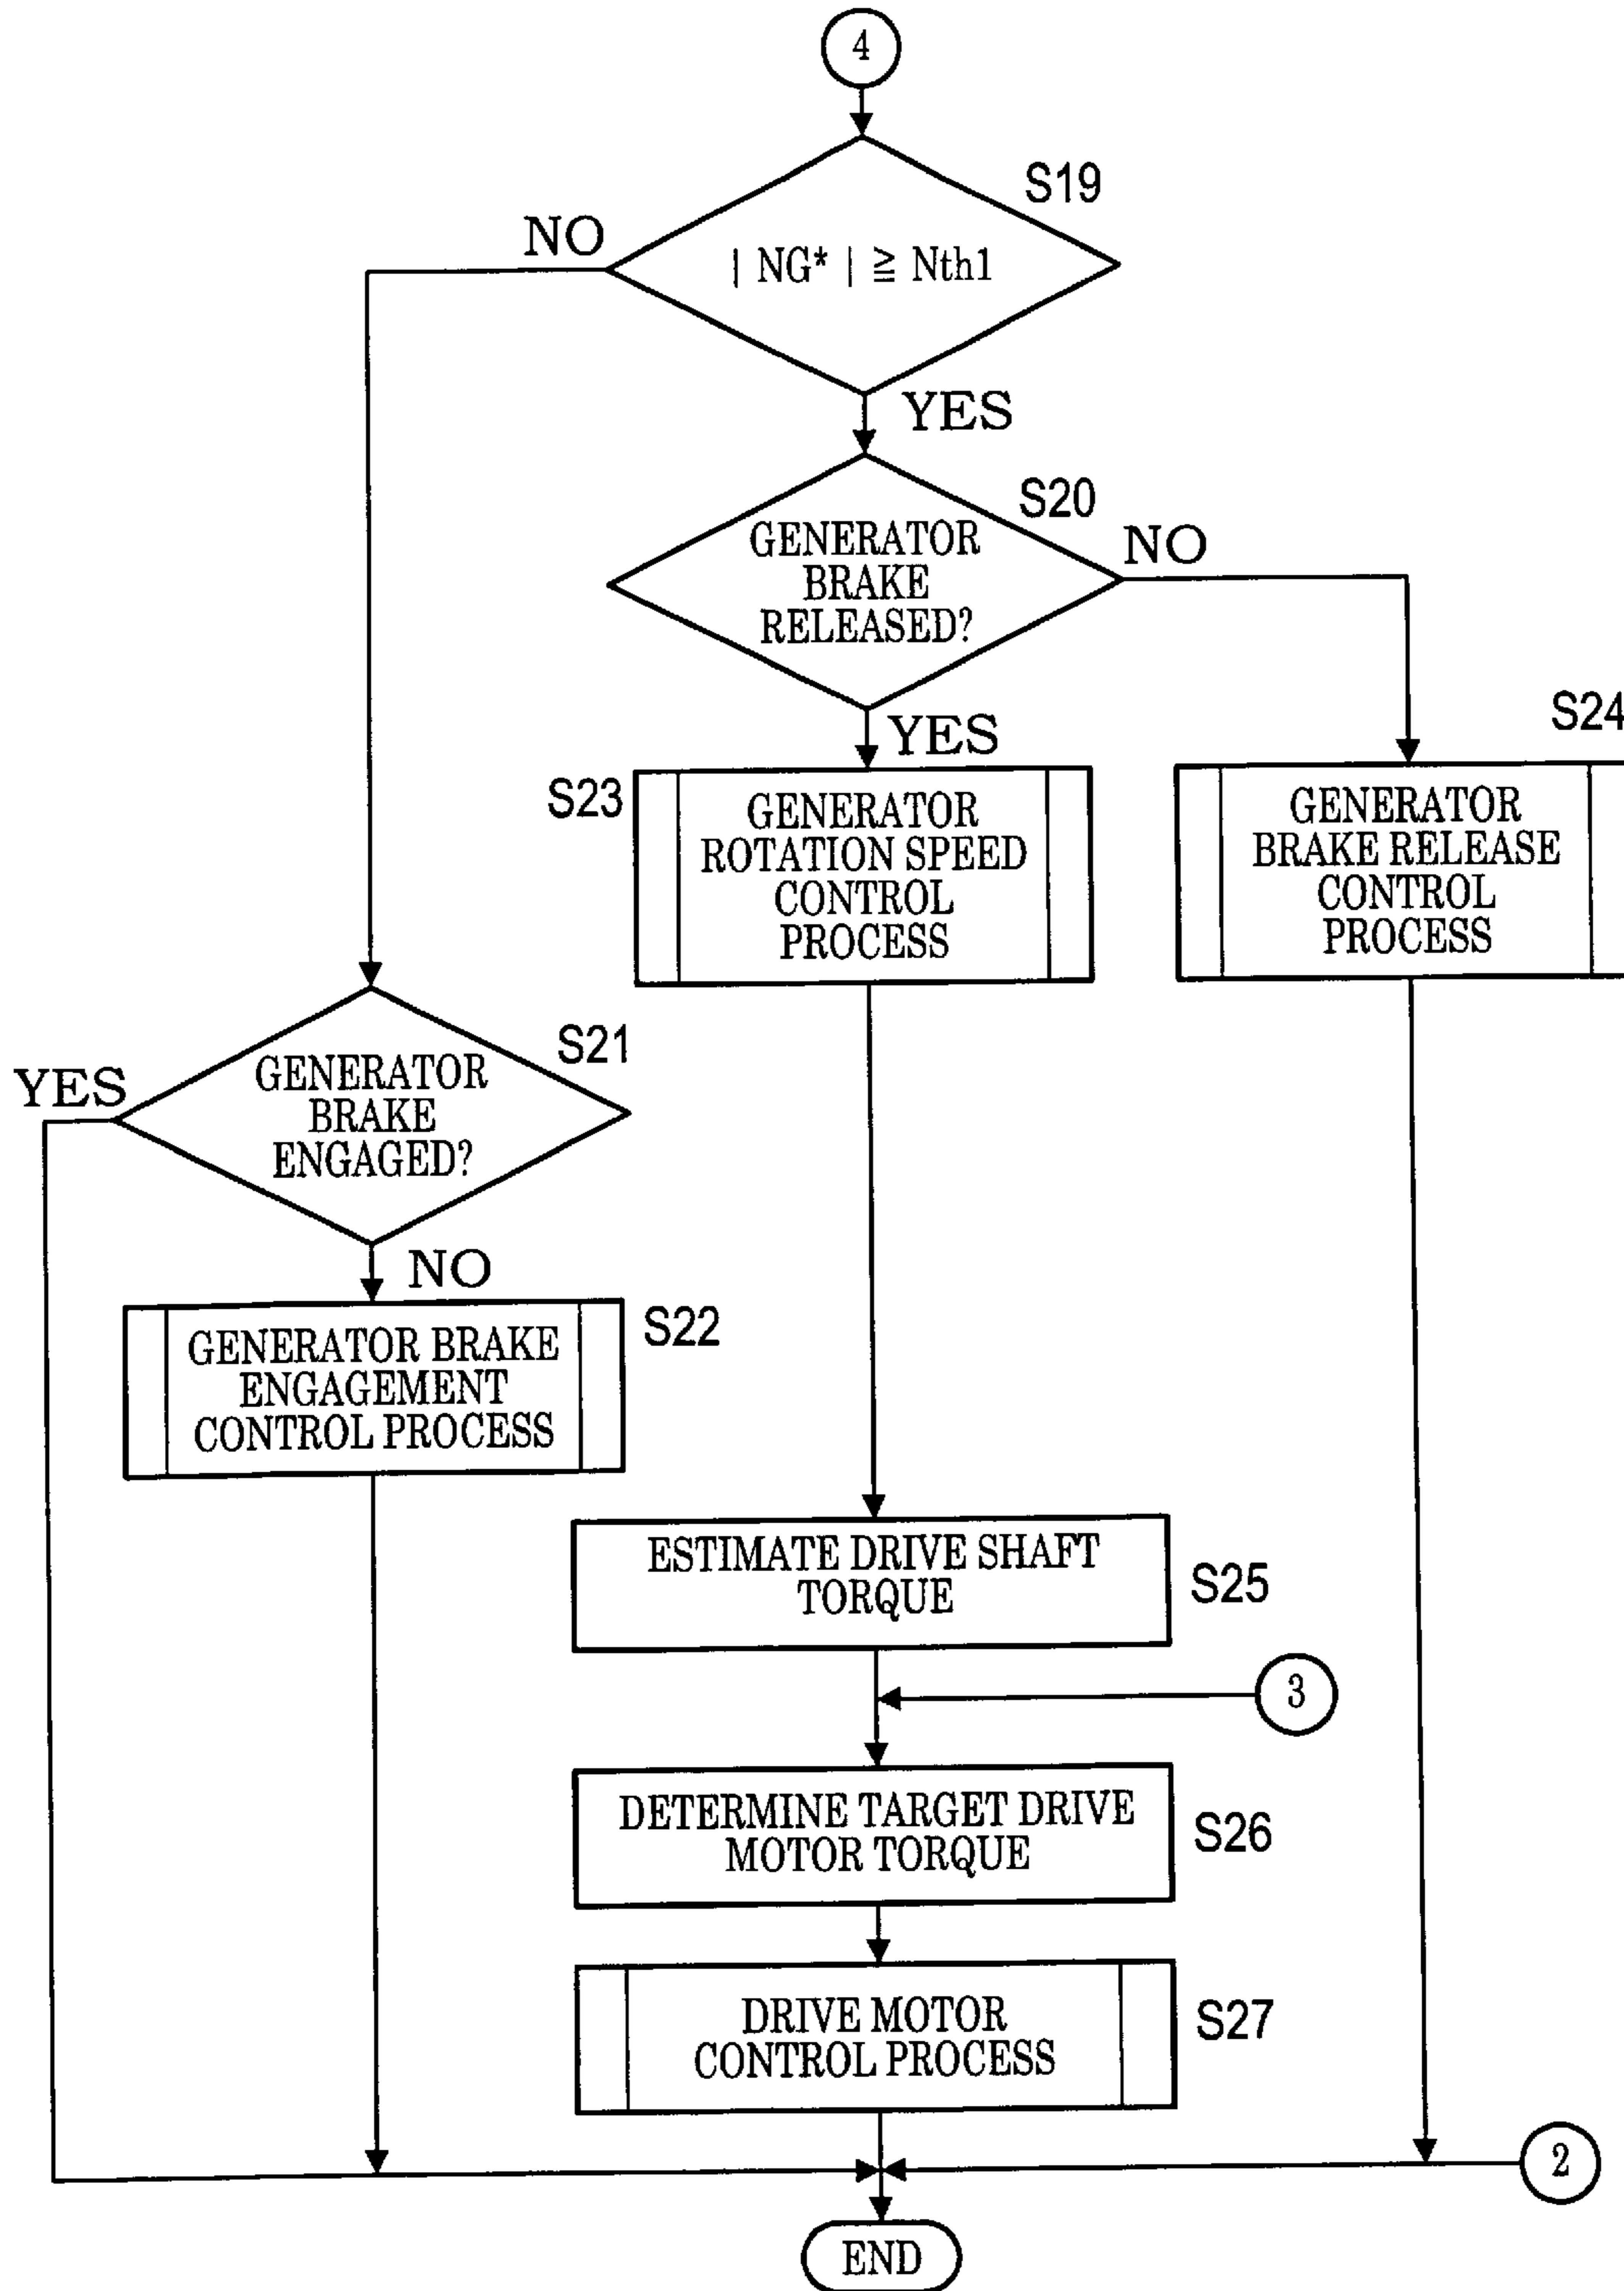 4
S19
NO
| NG* | ≧ Nth1
YES
S20
GENERATOR
BRAKE
RELEASED?
NO
YES
S24
S23
GENERATOR
ROTATION SPEED
CONTROL
PROCESS
GENERATOR
BRAKE RELEASE
CONTROL
PROCESS
S21
YES
GENERATOR
BRAKE
ENGAGED?
NO
S22
GENERATOR BRAKE
ENGAGEMENT
CONTROL PROCESS
ESTIMATE DRIVE SHAFT
TORQUE
S25
3
DETERMINE TARGET DRIVE
MOTOR TORQUE
S26
DRIVE MOTOR
CONTROL PROCESS
S27
2
END